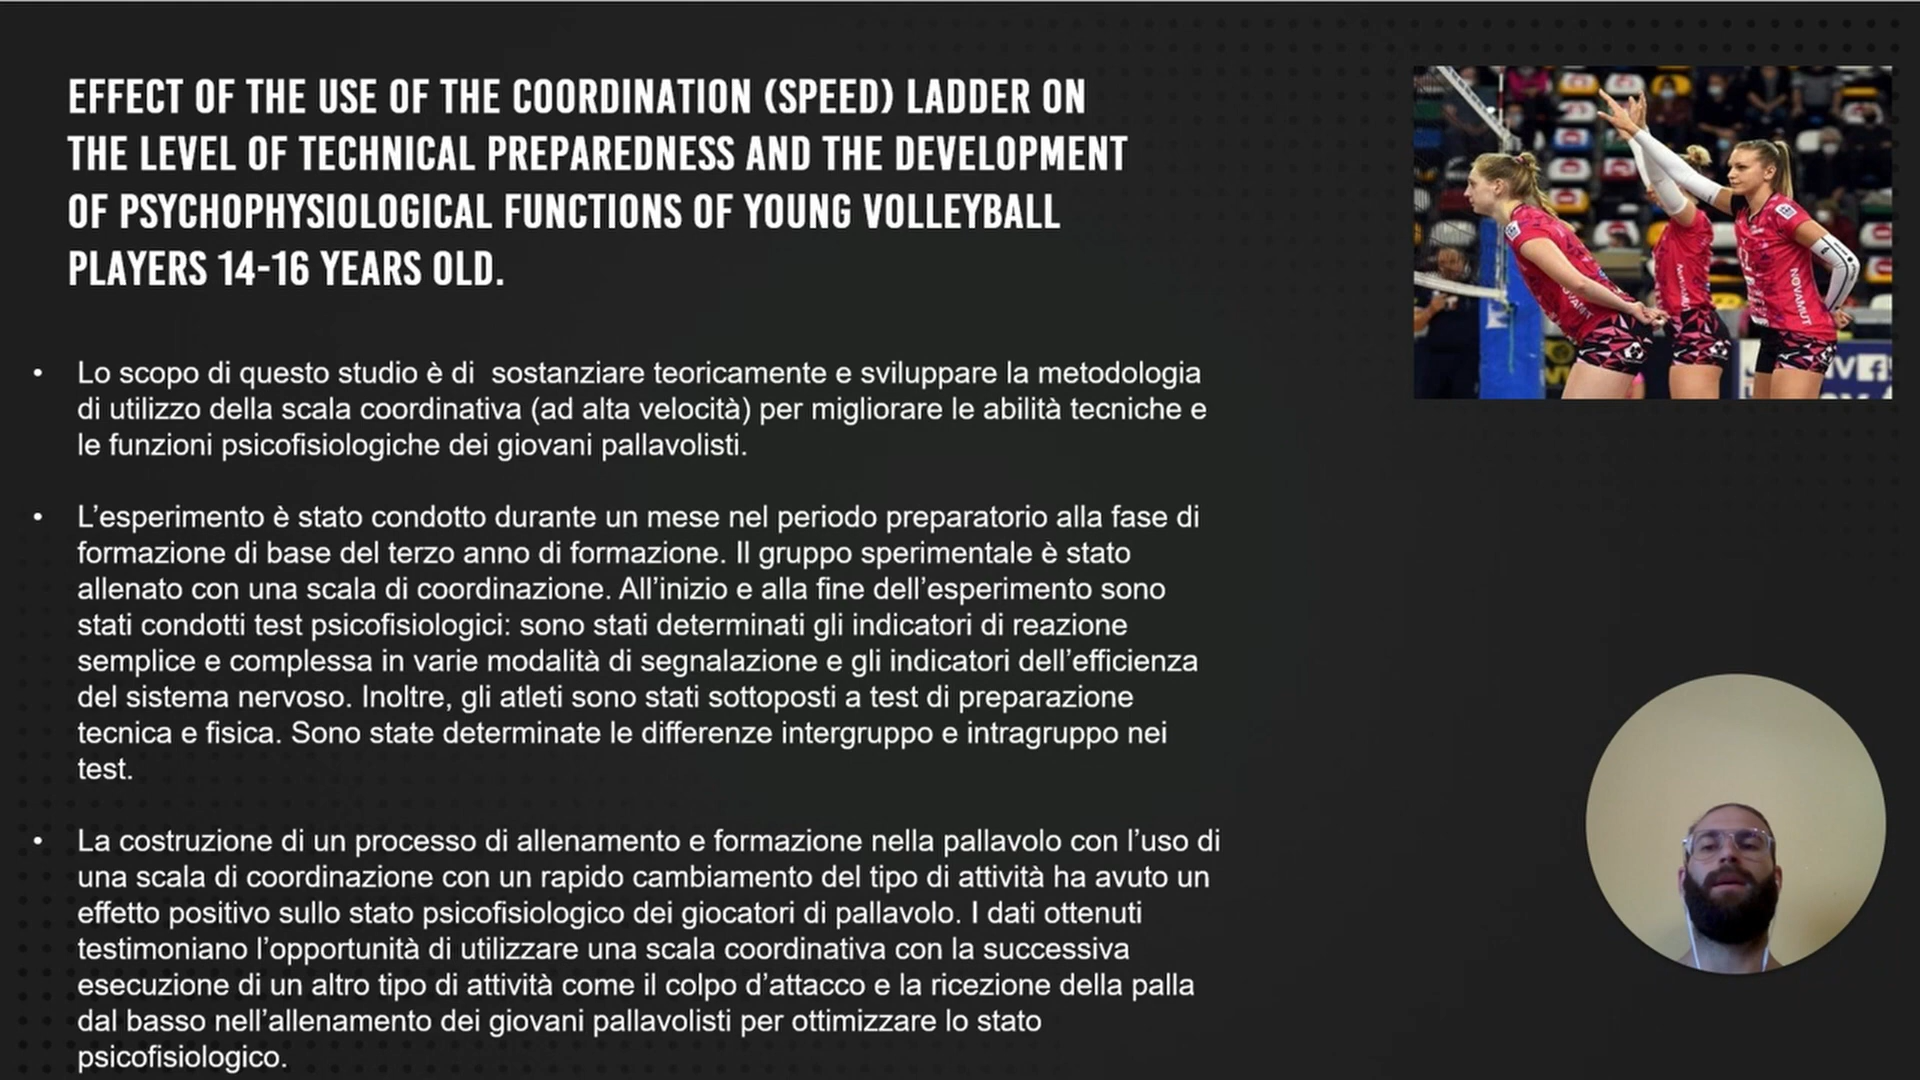 EFFECT OF THE USE OF THE COORDINATION (SPEED) LADDER ON
THE LEVEL OF TECHNICAL PREPAREDNESS AND THE DEVELOPMENT
OF PSYCHOPHYSIOLOGICAL FUNCTIONS OF YOUNG VOLLEYBALL
PLAYERS 14-16 YEARS OLD.
• Lo scopo di questo studio è di  sostanziare teoricamente e sviluppare la metodologia
di utilizzo della scala coordinativa (ad alta velocità) per migliorare le abilità tecniche e
le funzioni psicofisiologiche dei giovani pallavolisti.
• L’esperimento è stato condotto durante un mese nel periodo preparatorio alla fase di
formazione di base del terzo anno di formazione. Il gruppo sperimentale è stato
allenato con una scala di coordinazione. All’inizio e alla fine dell’esperimento sono
stati condotti test psicofisiologici: sono stati determinati gli indicatori di reazione
semplice e complessa in varie modalità di segnalazione e gli indicatori dell’efficienza
del sistema nervoso. Inoltre, gli atleti sono stati sottoposti a test di preparazione
tecnica e fisica. Sono state determinate le differenze intergruppo e intragruppo nei
test.
• La costruzione di un processo di allenamento e formazione nella pallavolo con l’uso di
una scala di coordinazione con un rapido cambiamento del tipo di attività ha avuto un
effetto positivo sullo stato psicofisiologico dei giocatori di pallavolo. I dati ottenuti
testimoniano l’opportunità di utilizzare una scala coordinativa con la successiva
esecuzione di un altro tipo di attività come il colpo d’attacco e la ricezione della palla
dal basso nell’allenamento dei giovani pallavolisti per ottimizzare lo stato
psicofisiologico.
NOVAMUT